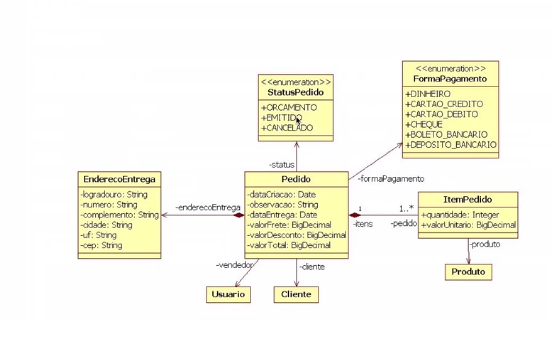 <<enumeration>>
StatusPedido
+ORCAMENTO
+EMITIDO
+CANCELADO
<<enumeration>>
FormaPagamento
+DINHEIRO
+CARTAO_CREDITO
+CARTAO_DEBITO
+CHEQUE
+BOLETO_BANCARIO
+DEPOSITO_BANCARIO
-status
-formaPagamento
EnderecoEntrega
-logradouro: String
-numero: String
-complemento: String
-cidade: String
-uf: String
-cep: String
-enderecoEntrega
Pedido
-dataCriacao: Date
-observacao: String
-dataEntrega: Date
-valorFrete: BigDecimal
-valorDesconto: BigDecimal
-valorTotal: BigDecimal
1
-itens
1..*
-pedido
ItemPedido
+quantidade: Integer
+valorUnitario: BigDecimal
-produto
Produto
-vendedor
-cliente
Usuario
Cliente